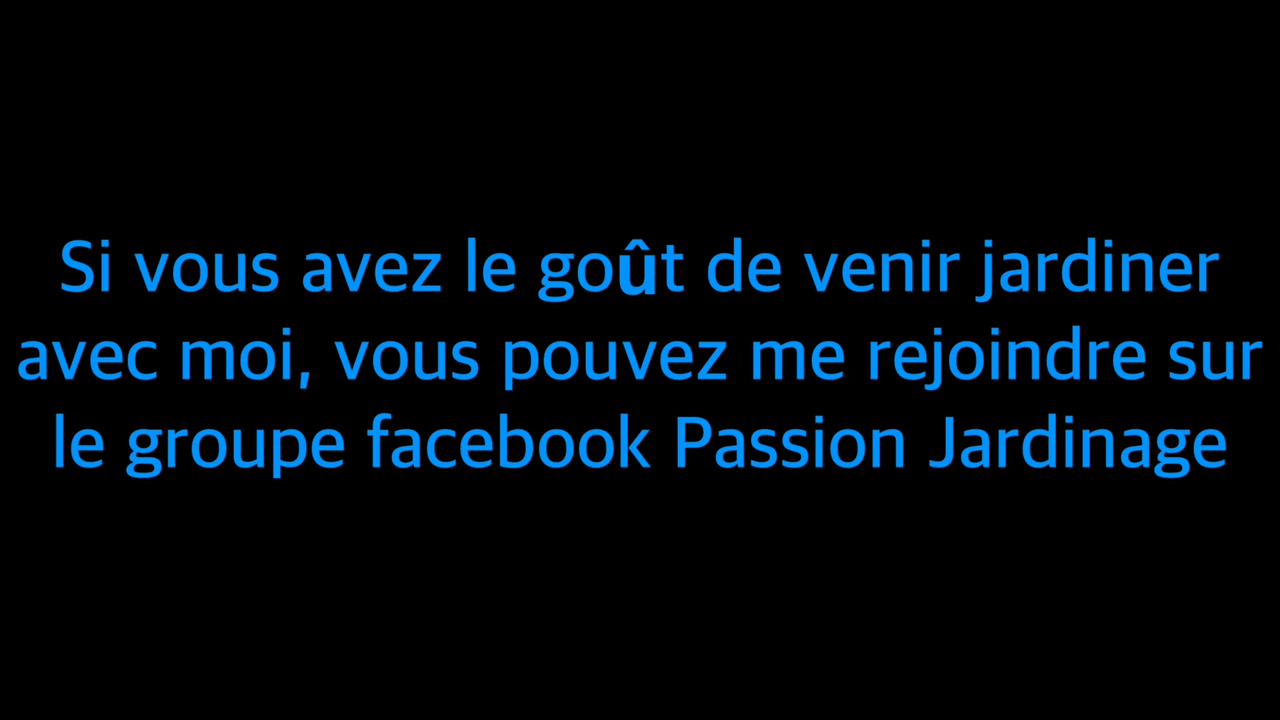 Si vous avez le goût de venir jardiner
avec moi, vous pouvez me rejoindre sur
le groupe facebook Passion Jardinage